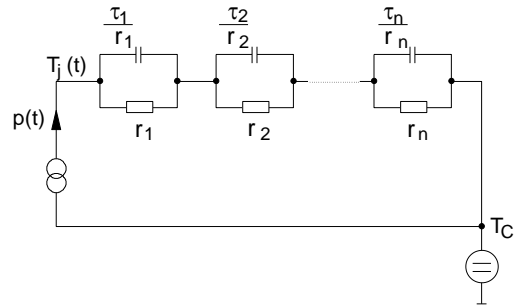 τ1 τ2 τn
r1 r2 rn
Tj (t)
r1 r2 rn
p(t)
TC